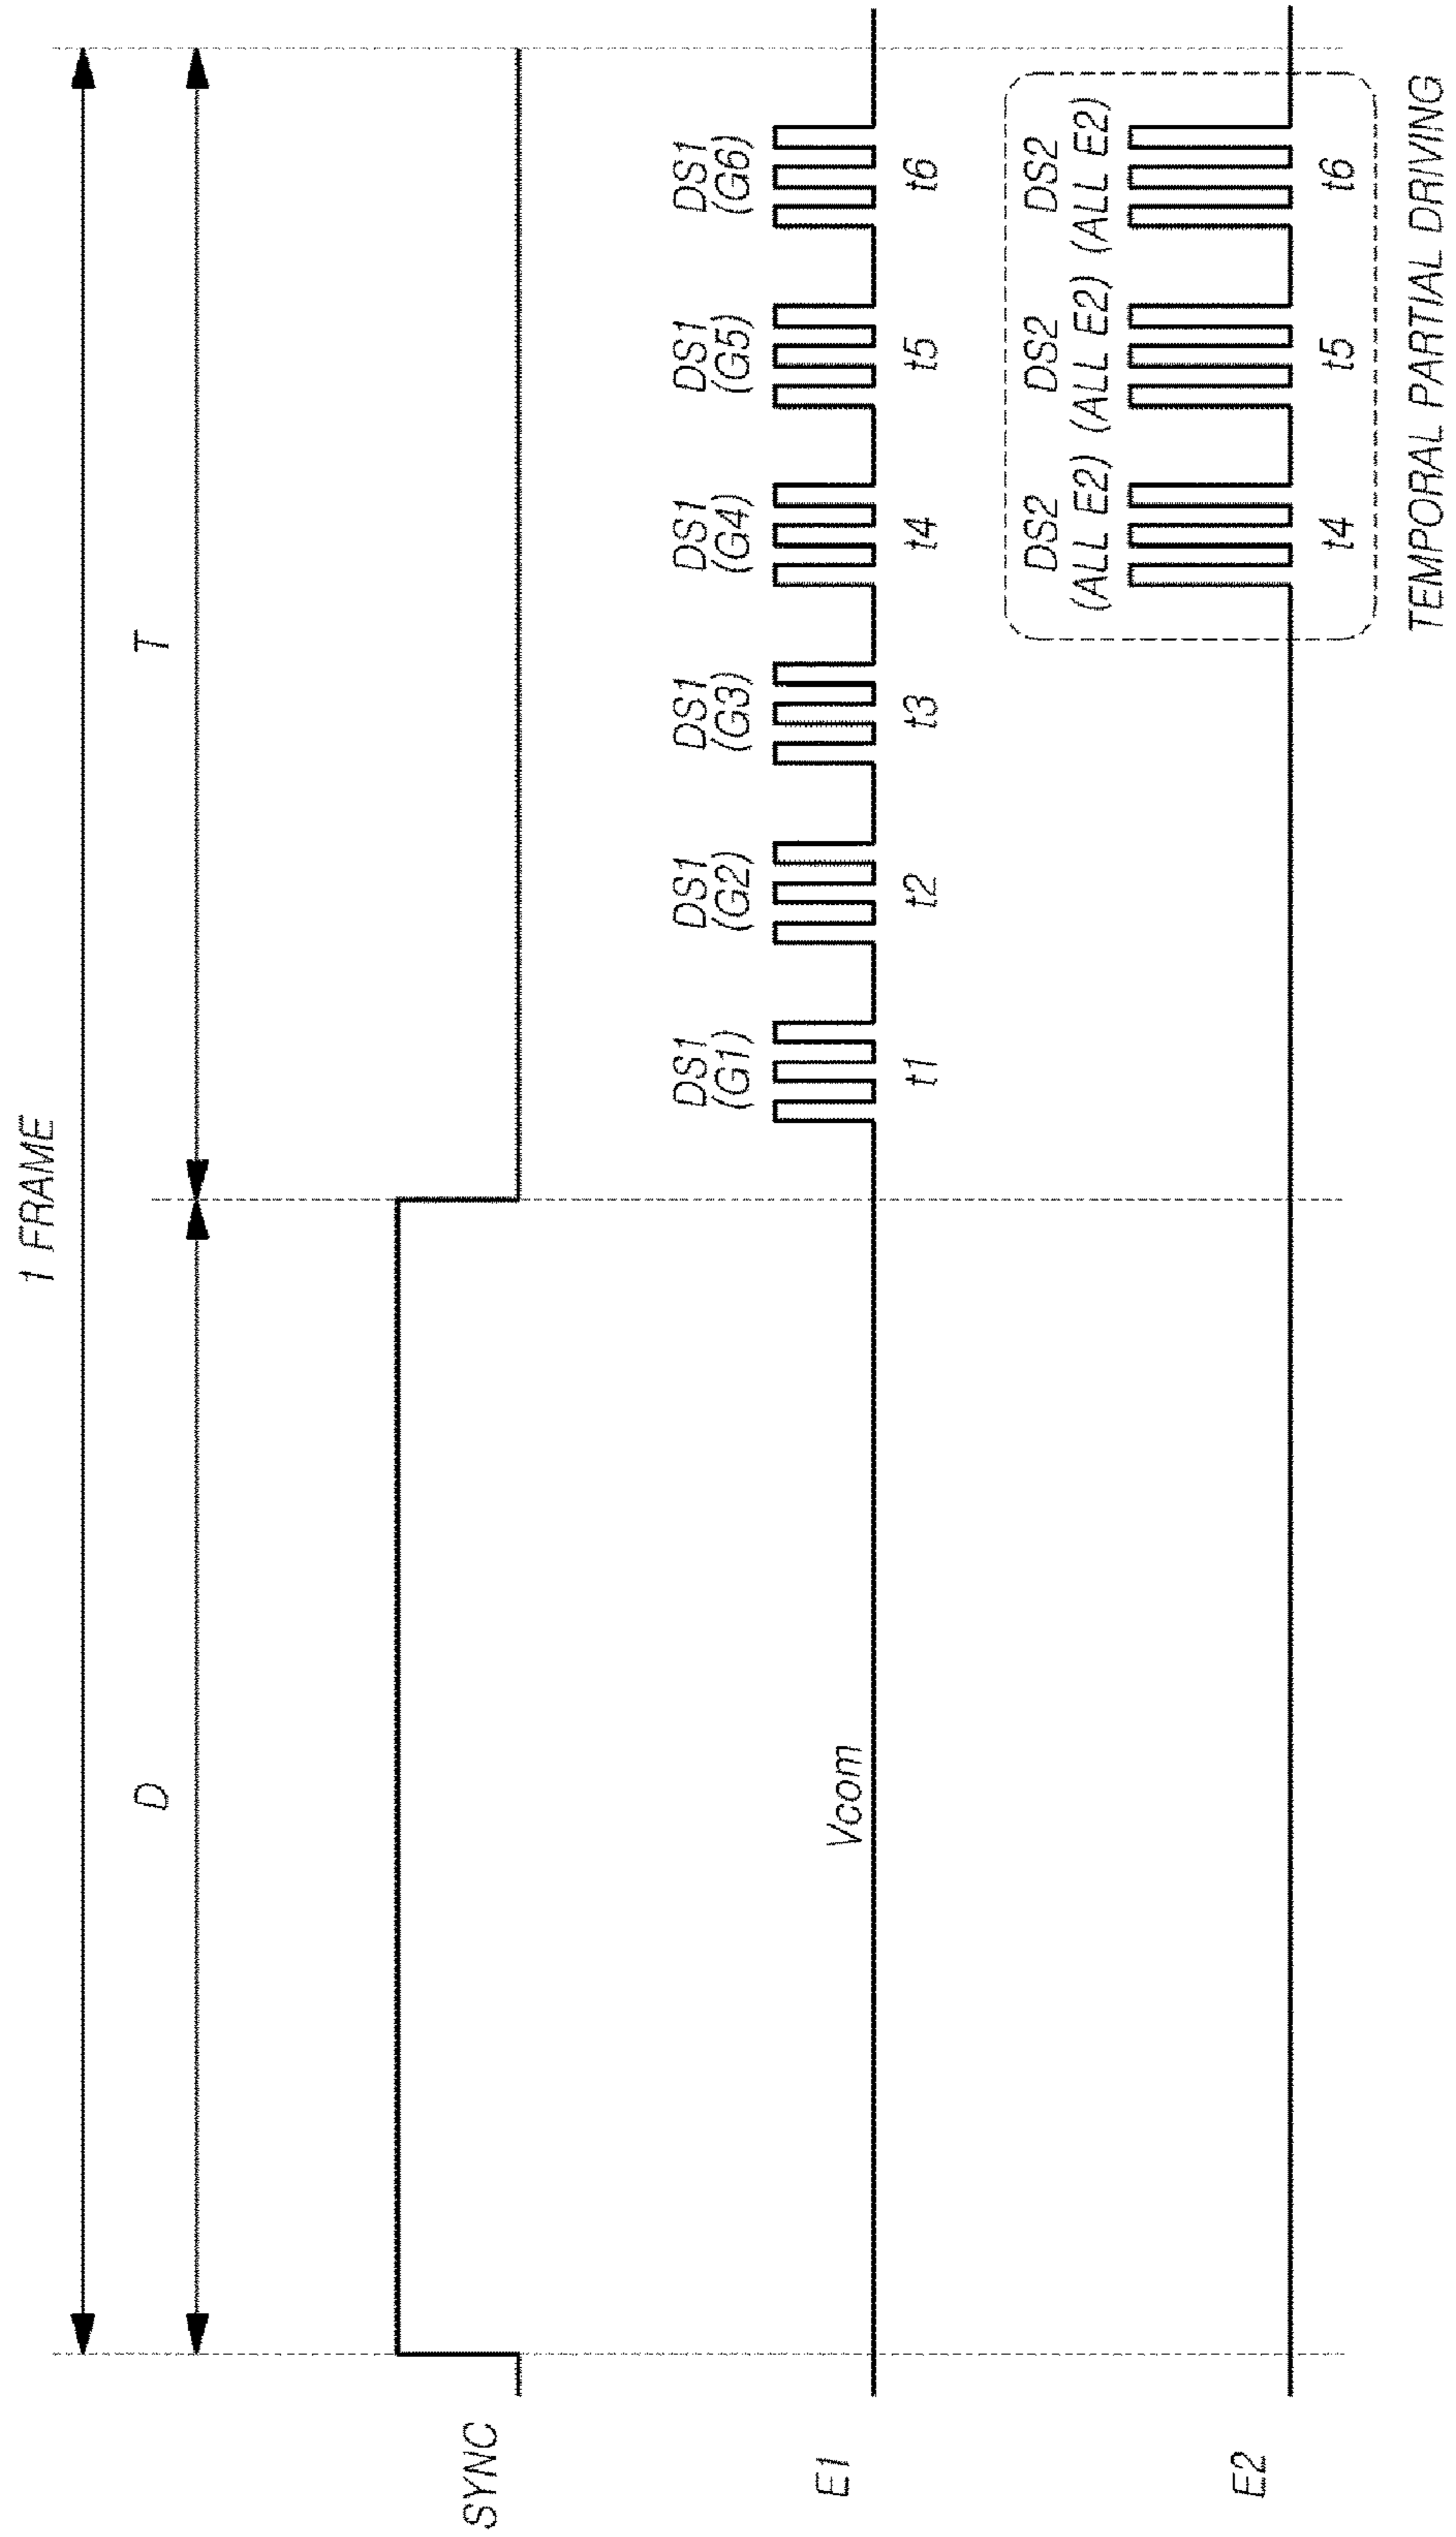 1 FRAME
D
T
SYNC
DS1
(G1)
DS1
(G2)
DS1
(G3)
DS1
(G4)
DS1
(G5)
DS1
(G6)
Vcom
E1
t1
t2
t3
t4
t5
t6
DS2
(ALL E2)
DS2
(ALL E2)
DS2
(ALL E2)
E2
t4
t5
t6
TEMPORAL PARTIAL DRIVING